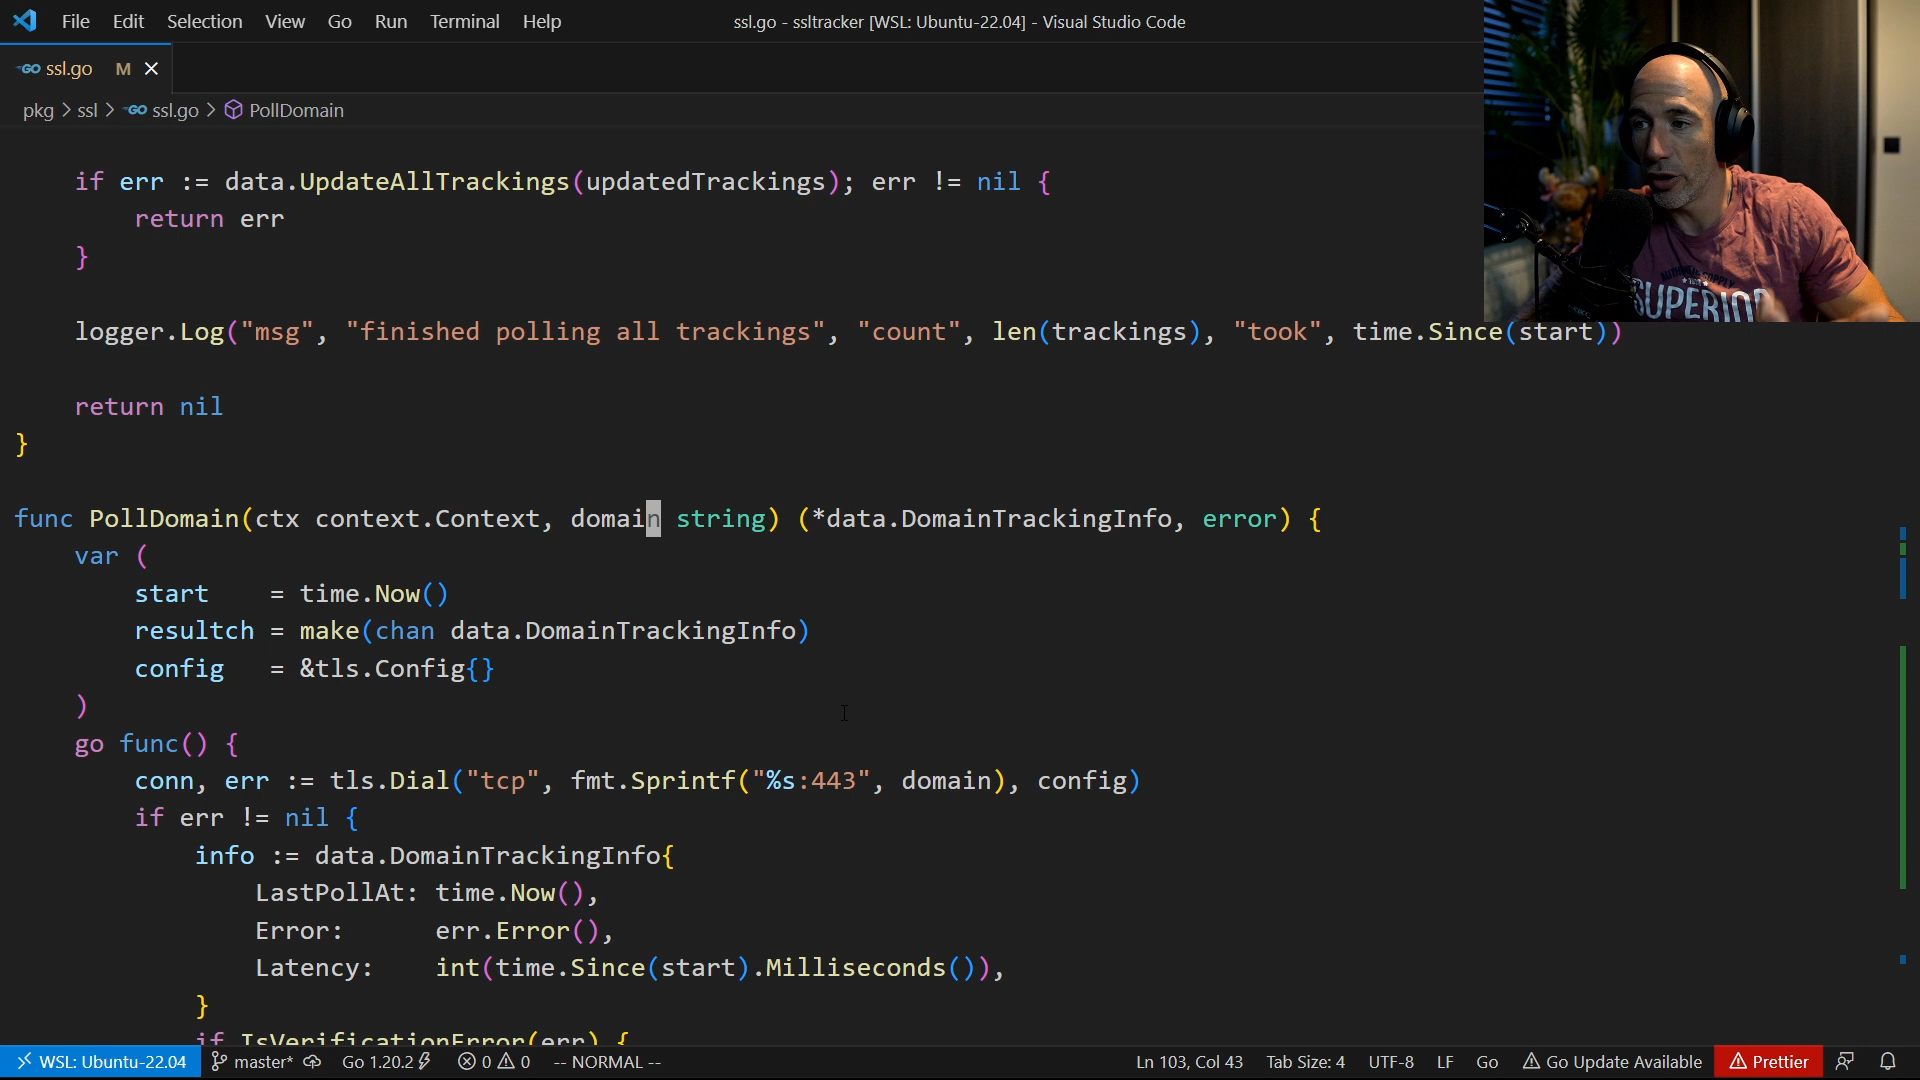 File Edit Selection View Go Run Terminal Help
ssl.go - ssltracker [WSL: Ubuntu-22.04] - Visual Studio Code
GO ssl.go M
pkg > ssl > GO ssl.go > PollDomain
if err := data.UpdateAllTrackings(updatedTrackings); err != nil {
return err
}
SUPERIOR
logger.Log("msg", "finished polling all trackings", "count", len(trackings), "took", time.Since(start))
return nil
}
func PollDomain(ctx context.Context, domain string) (*data.DomainTrackingInfo, error) {
var (
start = time.Now()
resultch = make(chan data.DomainTrackingInfo)
config = &tls.Config{}
)
go func() {
conn, err := tls.Dial("tcp", fmt.Sprintf("%s:443", domain), config)
if err != nil {
info := data.DomainTrackingInfo{
LastPollAt: time.Now(),
Error: err.Error(),
Latency: int(time.Since(start).Milliseconds()),
}
if IsVerificationError(err) {
WSL: Ubuntu-22.04 master* Go 1.20.2 0 0 -- NORMAL -- Ln 103, Col 43 Tab Size: 4 UTF-8 LF Go Go Update Available Prettier